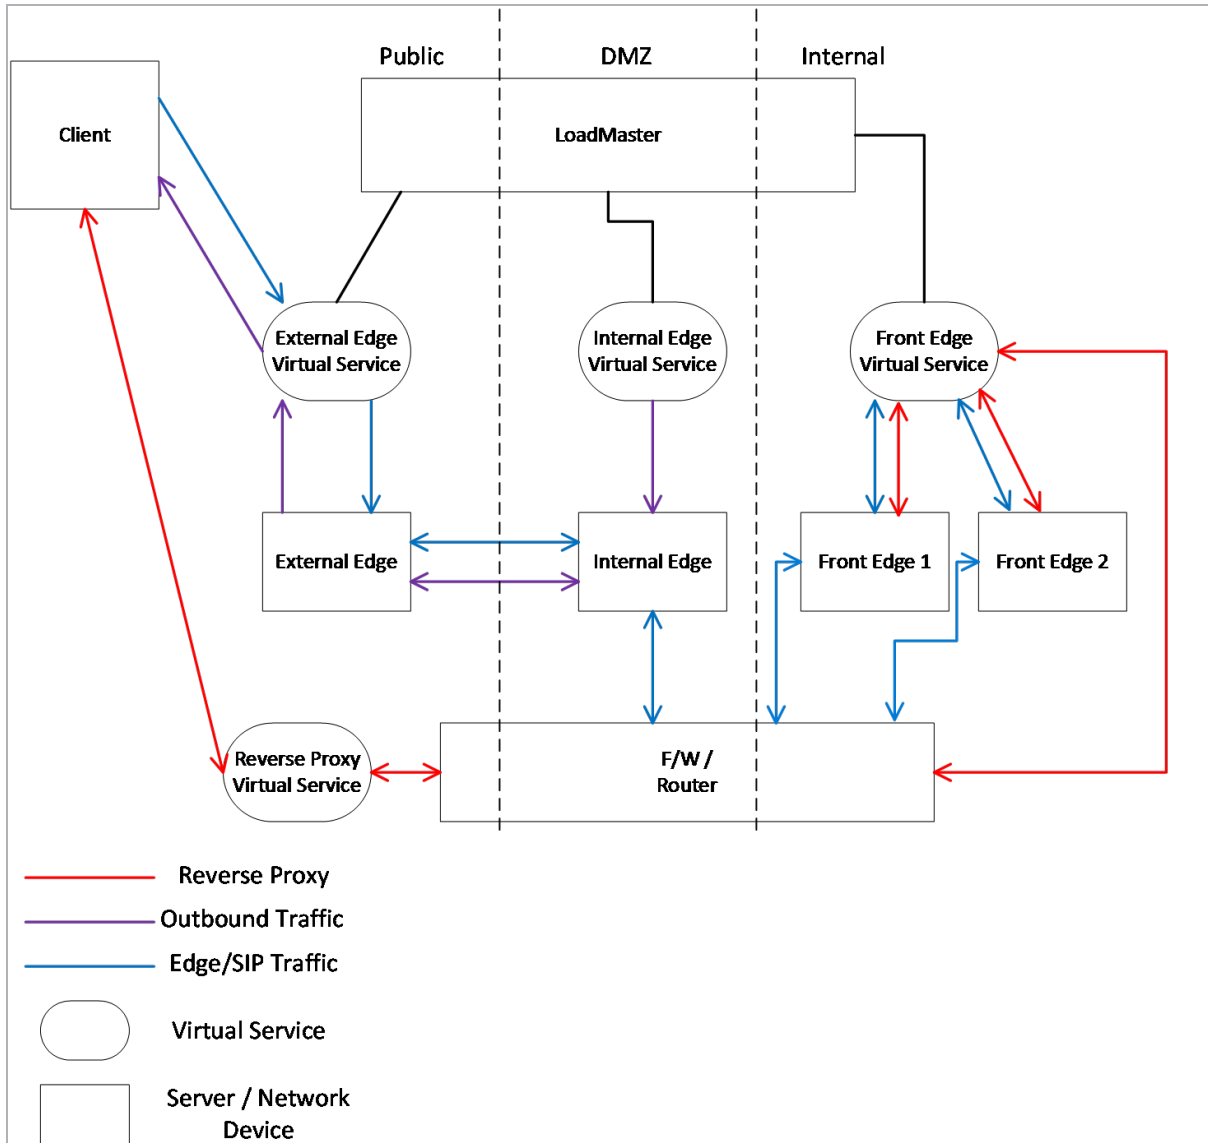 Public
DMZ
Internal
Client
LoadMaster
External Edge
Virtual Service
Internal Edge
Virtual Service
Front Edge
Virtual Service
External Edge
Internal Edge
Front Edge 1
Front Edge 2
Reverse Proxy
Virtual Service
F/W /
Router
Reverse Proxy
Outbound Traffic
Edge/SIP Traffic
Virtual Service
Server / Network
Device